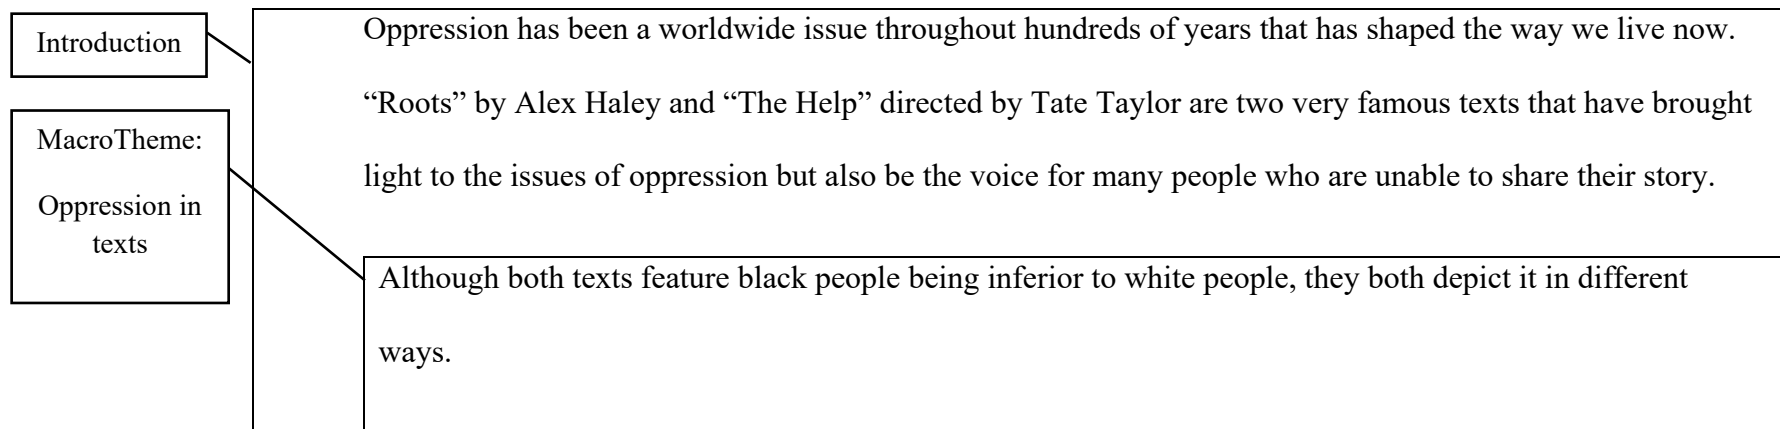 Introduction
MacroTheme:
Oppression in
texts
Oppression has been a worldwide issue throughout hundreds of years that has shaped the way we live now.
“Roots” by Alex Haley and “The Help” directed by Tate Taylor are two very famous texts that have brought
light to the issues of oppression but also be the voice for many people who are unable to share their story.
Although both texts feature black people being inferior to white people, they both depict it in different
ways.